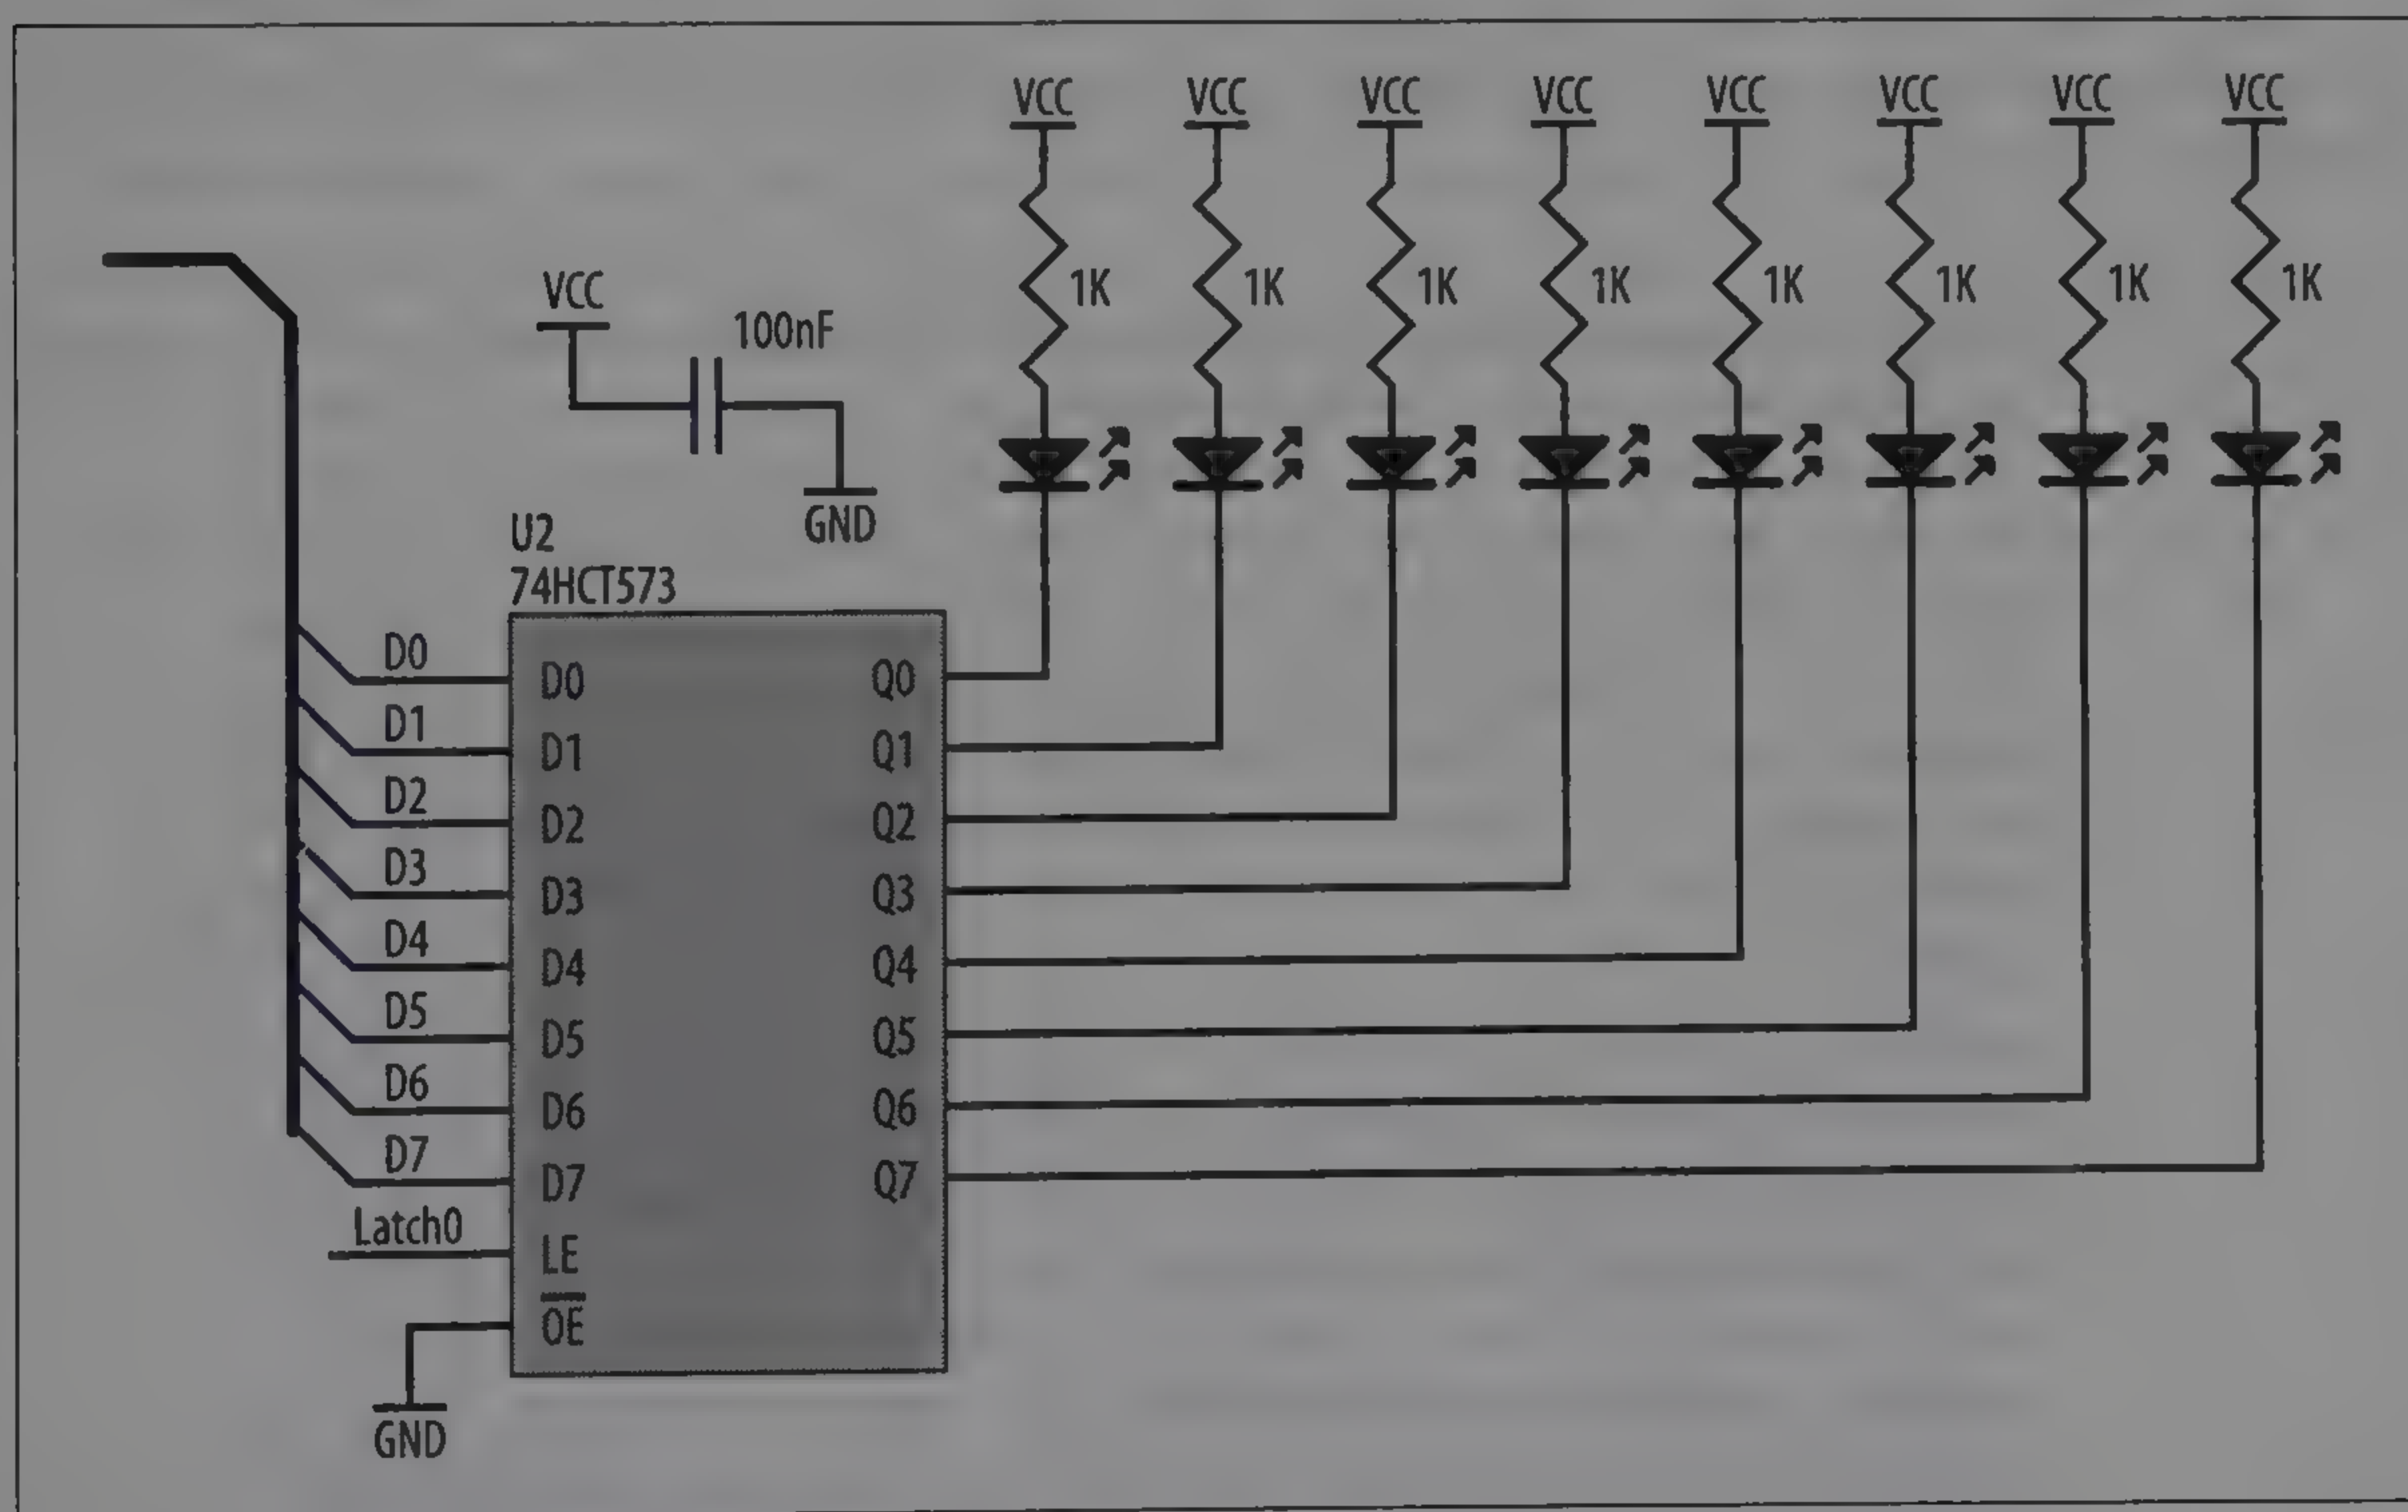 VCC VCC VCC VCC VCC VCC VCC VCC
1K 1K 1K 1K 1K 1K 1K 1K
VCC
100nF
GND
U2
74HCT573
D0 D0 Q0
D1 D1 Q1
D2 D2 Q2
D3 D3 Q3
D4 D4 Q4
D5 D5 Q5
D6 D6 Q6
D7 D7 Q7
Latch0 LE
OE
GND